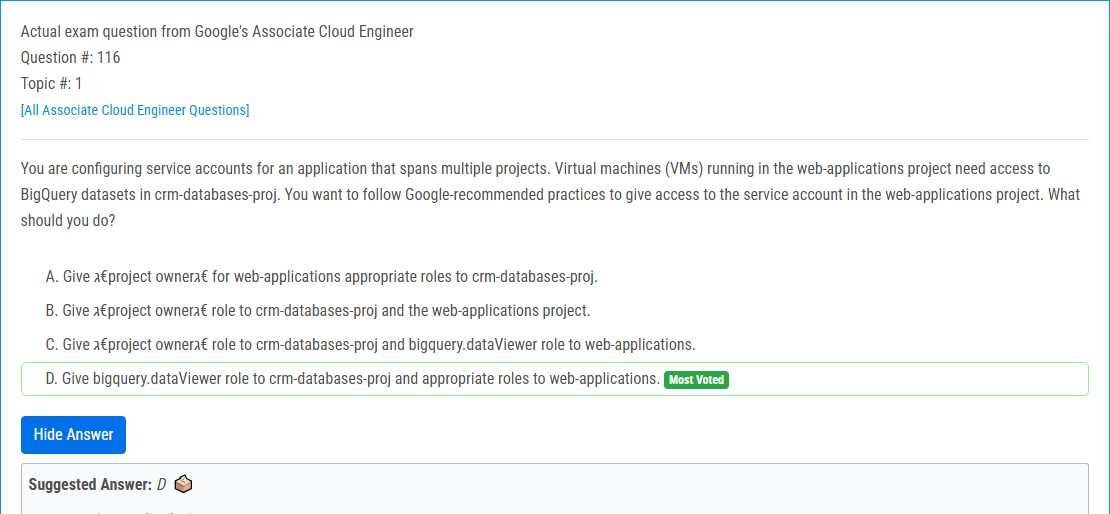 Actual exam question from Google's Associate Cloud Engineer
Question #: 116
Topic #: 1
[All Associate Cloud Engineer Questions]
You are configuring service accounts for an application that spans multiple projects. Virtual machines (VMs) running in the web-applications project need access to
BigQuery datasets in crm-databases-proj. You want to follow Google-recommended practices to give access to the service account in the web-applications project. What
should you do?
A. Give ג€project ownerג€ for web-applications appropriate roles to crm-databases-proj.
B. Give ג€project ownerג€ role to crm-databases-proj and the web-applications project.
C. Give ג€project ownerג€ role to crm-databases-proj and bigquery.dataViewer role to web-applications.
D. Give bigquery.dataViewer role to crm-databases-proj and appropriate roles to web-applications. Most Voted
Hide Answer
Suggested Answer: D